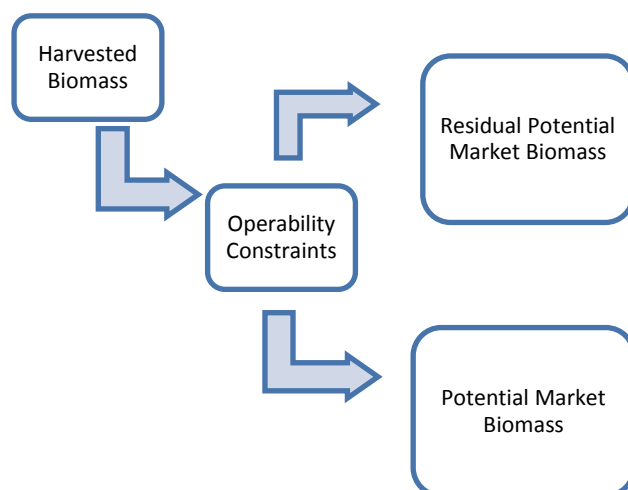 Harvested
Biomass
Residual Potential
Market Biomass
Operability
Constraints
Potential Market
Biomass